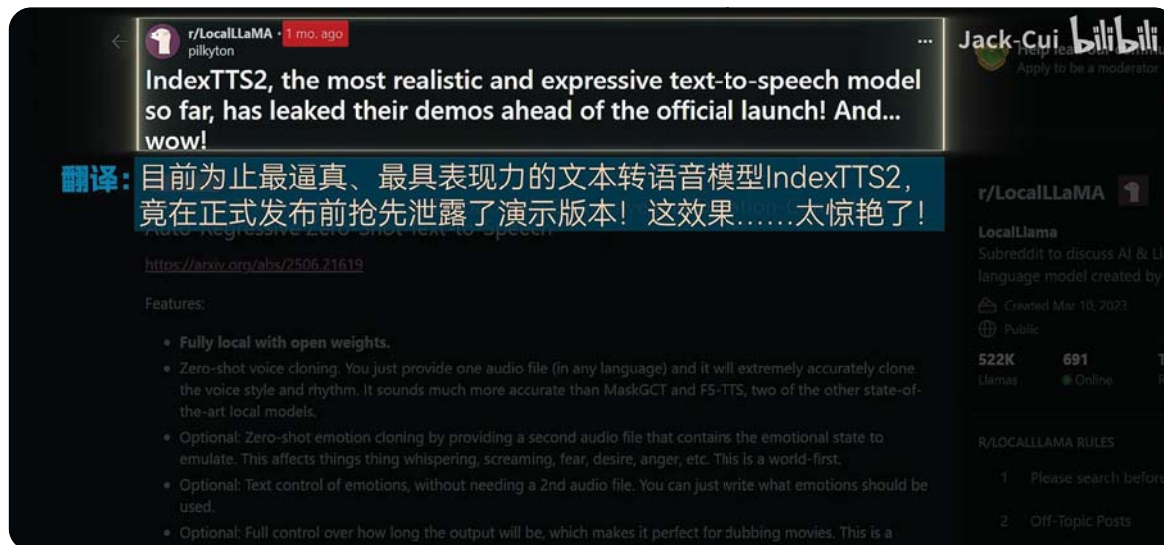 r/LocalLLaMA • 1 mo. ago
pilkyton
...
IndexTTS2, the most realistic and expressive text-to-speech model
so far, has leaked their demos ahead of the official launch! And...
wow!
翻译：目前为止最逼真、最具表现力的文本转语音模型IndexTTS2，
竟在正式发布前抢先泄露了演示版本！这效果……太惊艳了！
Auto-Regressive Zero-Shot Text-to-Speech
https://arxiv.org/abs/2506.21619
Features:
• Fully local with open weights.
• Zero-shot voice cloning. You just provide one audio file (in any language) and it will extremely accurately clone
the voice style and rhythm. It sounds much more accurate than MaskGCT and F5-TTS, two of the other state-of-
the-art local models.
• Optional: Zero-shot emotion cloning by providing a second audio file that contains the emotional state to
emulate. This affects things thing whispering, screaming, fear, desire, anger, etc. This is a world-first.
• Optional: Text control of emotions, without needing a 2nd audio file. You can just write what emotions should be
used.
• Optional: Full control over how long the output will be, which makes it perfect for dubbing movies. This is a
Jack-Cui bilibili
Apply to be a moderator
r/LocalLLaMA
LocalLlama
Subreddit to discuss AI &
language model created by
Created Mar 10, 2023
Public
522K 691
Llamas Online
R/LOCALLLAMA RULES
1 Please search before
2 Off-Topic Posts